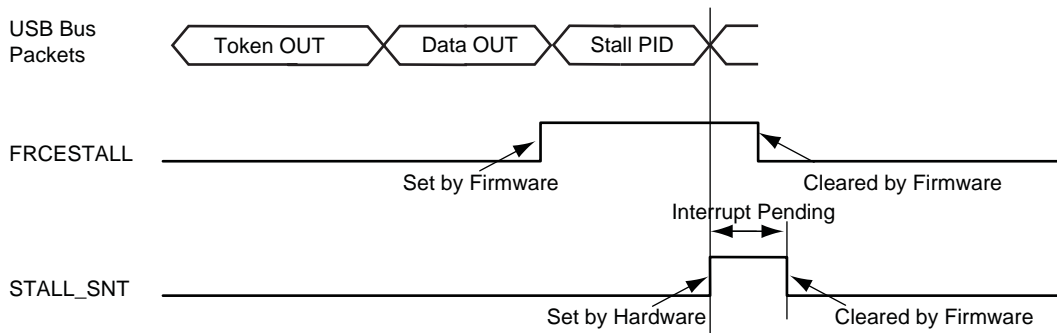 USB Bus
Packets
Token OUT
Data OUT
Stall PID
FRCESTALL
Set by Firmware
Cleared by Firmware
Interrupt Pending
STALL_SNT
Set by Hardware
Cleared by Firmware